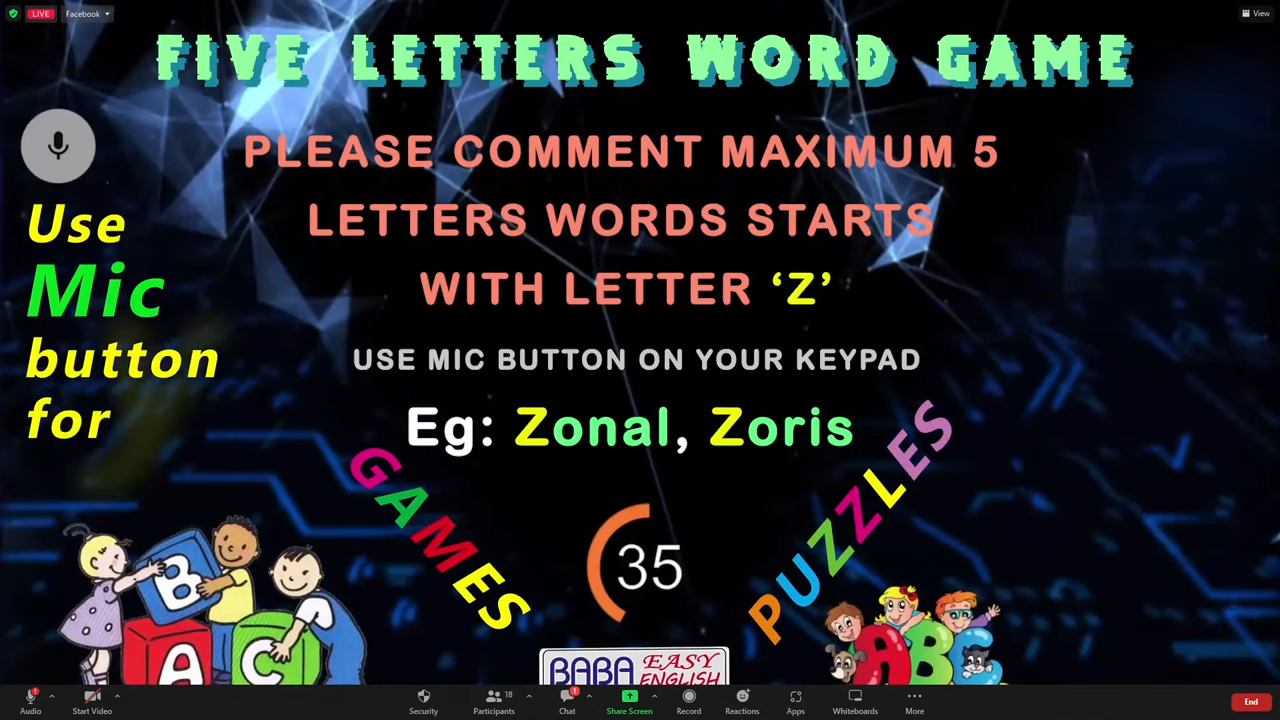 LIVE
Facebook
View
FIVE LETTERS WORD GAME
PLEASE COMMENT MAXIMUM 5
LETTERS WORDS STARTS
WITH LETTER ‘Z’
USE MIC BUTTON ON YOUR KEYPAD
Eg: Zonal, Zoris
Use
Mic
button
for
GAMES
PUZZLES
35
B
A
C
ABC
BABA EASY
ENGLISH
Audio
Start Video
Security
Participants 18
Chat 1
Share Screen
Record
Reactions
Apps
Whiteboards
More
End